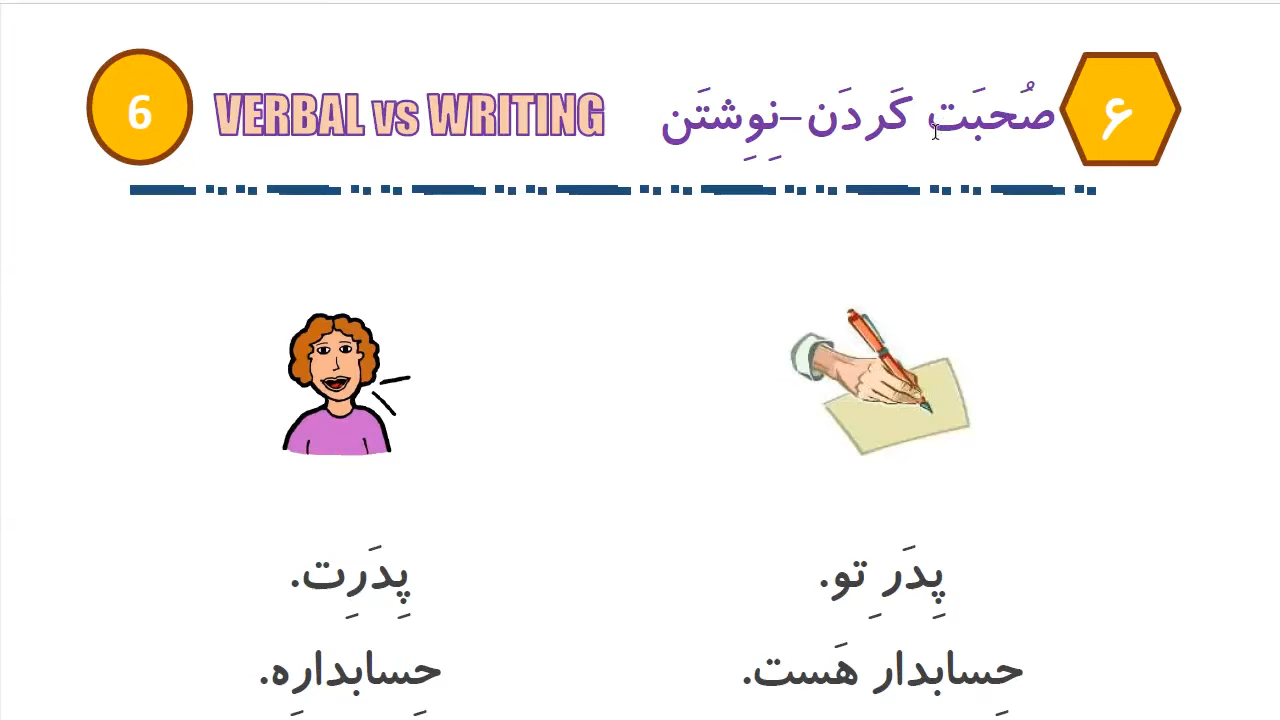 6
VERBAL vs WRITING
صُحبَت کَردَن-نِوِشتَن
۶
پِدَرِت.
پِدَرِ تو.
حِسابدارِه.
حِسابدار هَست.